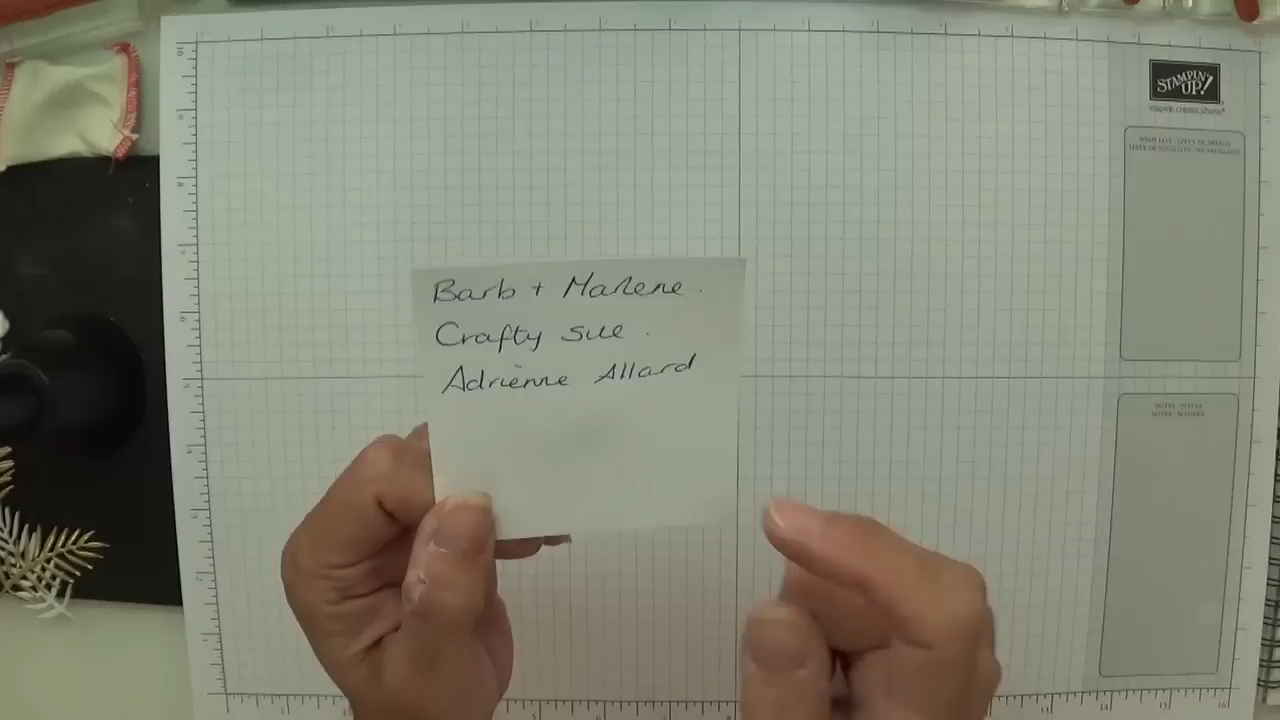 Barb + Marlene.
Crafty Sue.
Adrienne Allard
STAMPIN' UP!